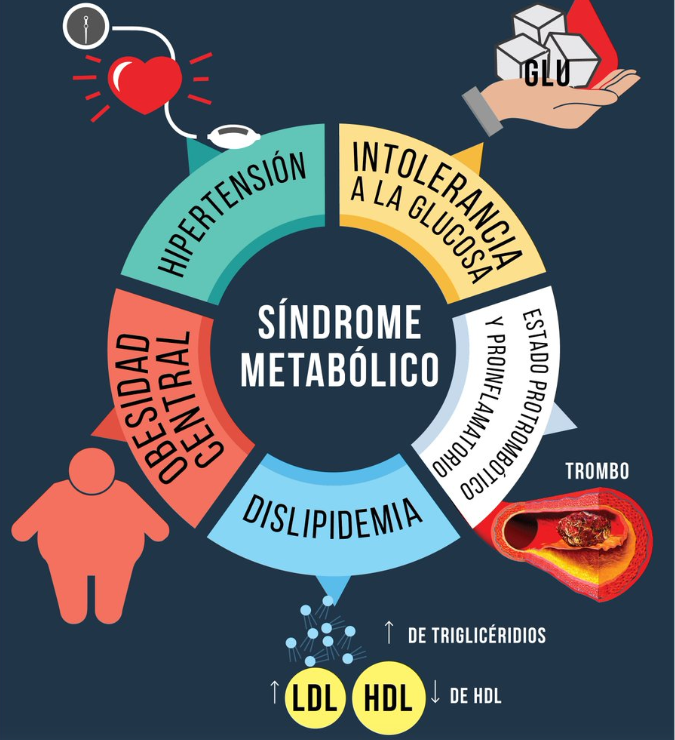 GLU
HIPERTENSIÓN
INTOLERANCIA
A LA GLUCOSA
SÍNDROME
METABÓLICO
ESTADO PROTROMBÓTICO
Y PROINFLAMATORIO
OBESIDAD
CENTRAL
DISLIPIDEMIA
TROMBO
↑ DE TRIGLICÉRIDIOS
↑ LDL HDL ↓ DE HDL